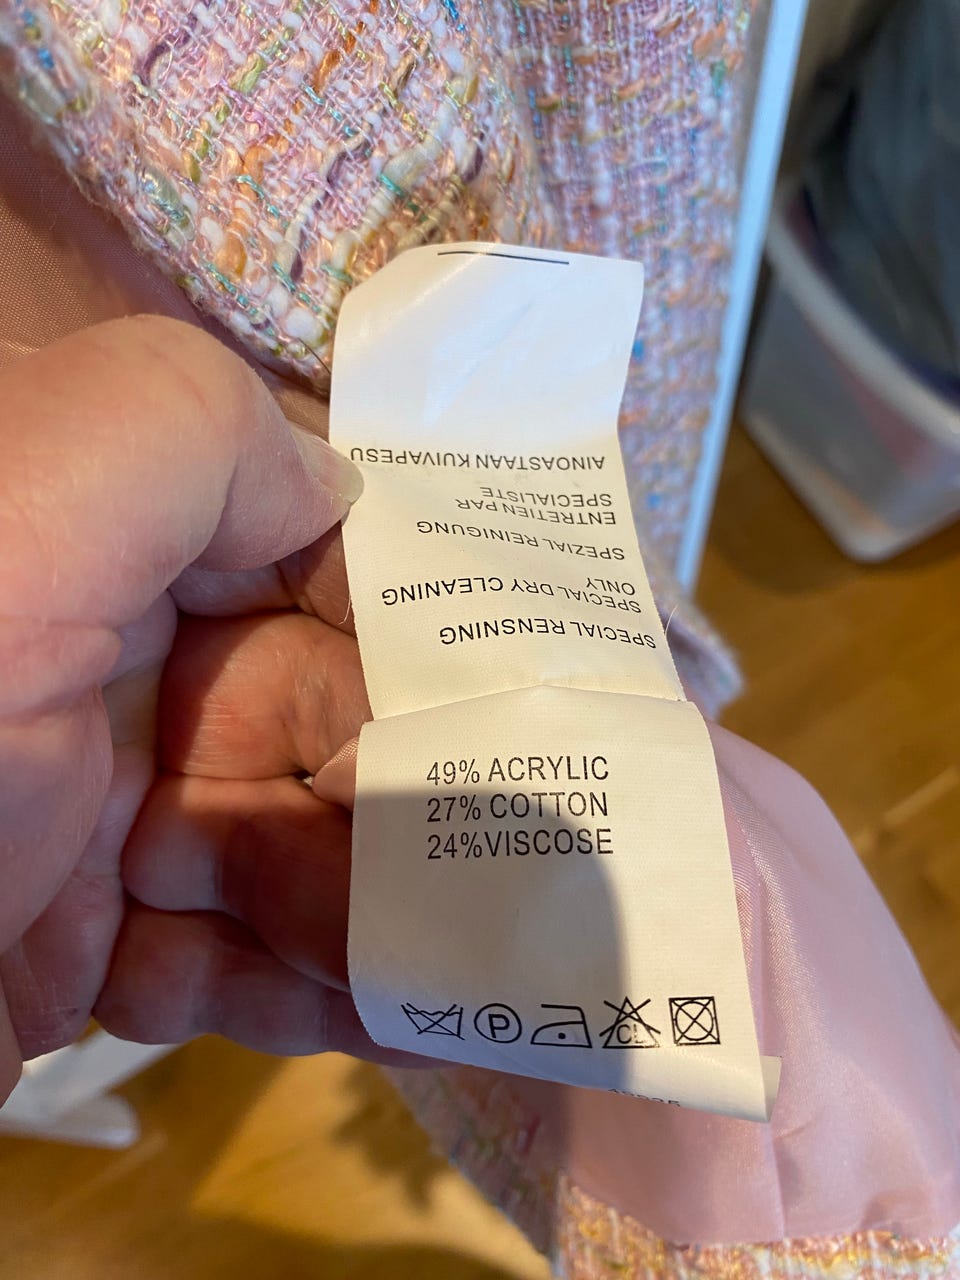 SPECIAL RENSNING
SPECIAL DRY CLEANING
ONLY
SPEZIAL REINIGUNG
ENTRETIEN PAR
SPECIALISTE
AINOASTAAN KUIVAPESU
49% ACRYLIC
27% COTTON
24%VISCOSE
P CL